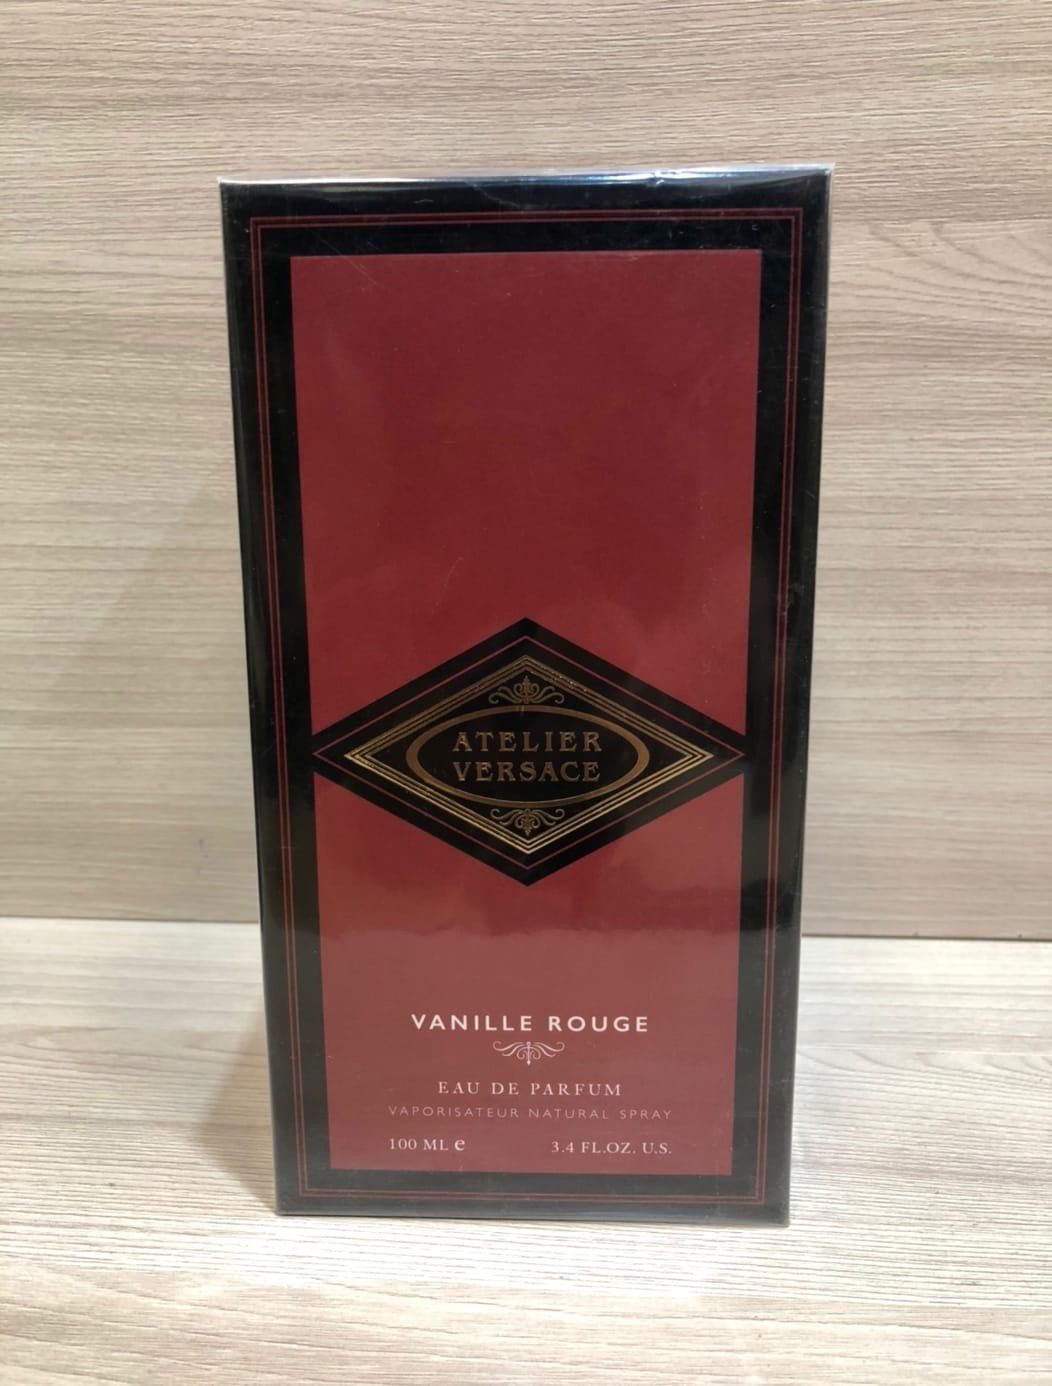 ATELIER
VERSACE
VANILLE ROUGE
EAU DE PARFUM
VAPORISATEUR NATURAL SPRAY
100 ML e 3.4 FL.OZ. U.S.